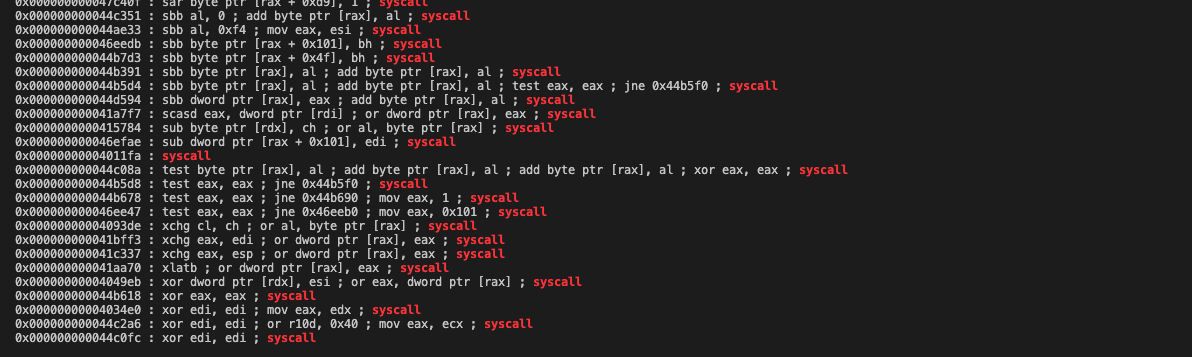 0x000000000047c40f : sar byte ptr [rax + 0xd9], 1 ; syscall
0x000000000044c351 : sbb al, 0 ; add byte ptr [rax], al ; syscall
0x000000000044ae33 : sbb al, 0xf4 ; mov eax, esi ; syscall
0x000000000046eedb : sbb byte ptr [rax + 0x101], bh ; syscall
0x000000000044b7d3 : sbb byte ptr [rax + 0x4f], bh ; syscall
0x000000000044b391 : sbb byte ptr [rax], al ; add byte ptr [rax], al ; syscall
0x000000000044b5d4 : sbb byte ptr [rax], al ; add byte ptr [rax], al ; test eax, eax ; jne 0x44b5f0 ; syscall
0x000000000044d594 : sbb dword ptr [rax], eax ; add byte ptr [rax], al ; syscall
0x000000000041a7f7 : scasd eax, dword ptr [rdi] ; or dword ptr [rax], eax ; syscall
0x0000000000415784 : sub byte ptr [rdx], ch ; or al, byte ptr [rax] ; syscall
0x000000000046efae : sub dword ptr [rax + 0x101], edi ; syscall
0x00000000004011fa : syscall
0x000000000044c08a : test byte ptr [rax], al ; add byte ptr [rax], al ; add byte ptr [rax], al ; xor eax, eax ; syscall
0x000000000044b5d8 : test eax, eax ; jne 0x44b5f0 ; syscall
0x000000000044b678 : test eax, eax ; jne 0x44b690 ; mov eax, 1 ; syscall
0x000000000046ee47 : test eax, eax ; jne 0x46eeb0 ; mov eax, 0x101 ; syscall
0x00000000004093de : xchg cl, ch ; or al, byte ptr [rax] ; syscall
0x000000000041bff3 : xchg eax, edi ; or dword ptr [rax], eax ; syscall
0x000000000041c337 : xchg eax, esp ; or dword ptr [rax], eax ; syscall
0x000000000041aa70 : xlatb ; or dword ptr [rax], eax ; syscall
0x00000000004049eb : xor dword ptr [rdx], esi ; or eax, dword ptr [rax] ; syscall
0x000000000044b618 : xor eax, eax ; syscall
0x00000000004034e0 : xor edi, edi ; mov eax, edx ; syscall
0x000000000044c2a6 : xor edi, edi ; or r10d, 0x40 ; mov eax, ecx ; syscall
0x000000000044c0fc : xor edi, edi ; syscall